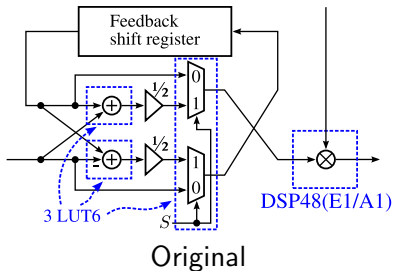 Feedback
shift register
0
1
½
+
+
-
½
1
0
×
3 LUT6
S
DSP48(E1/A1)
Original